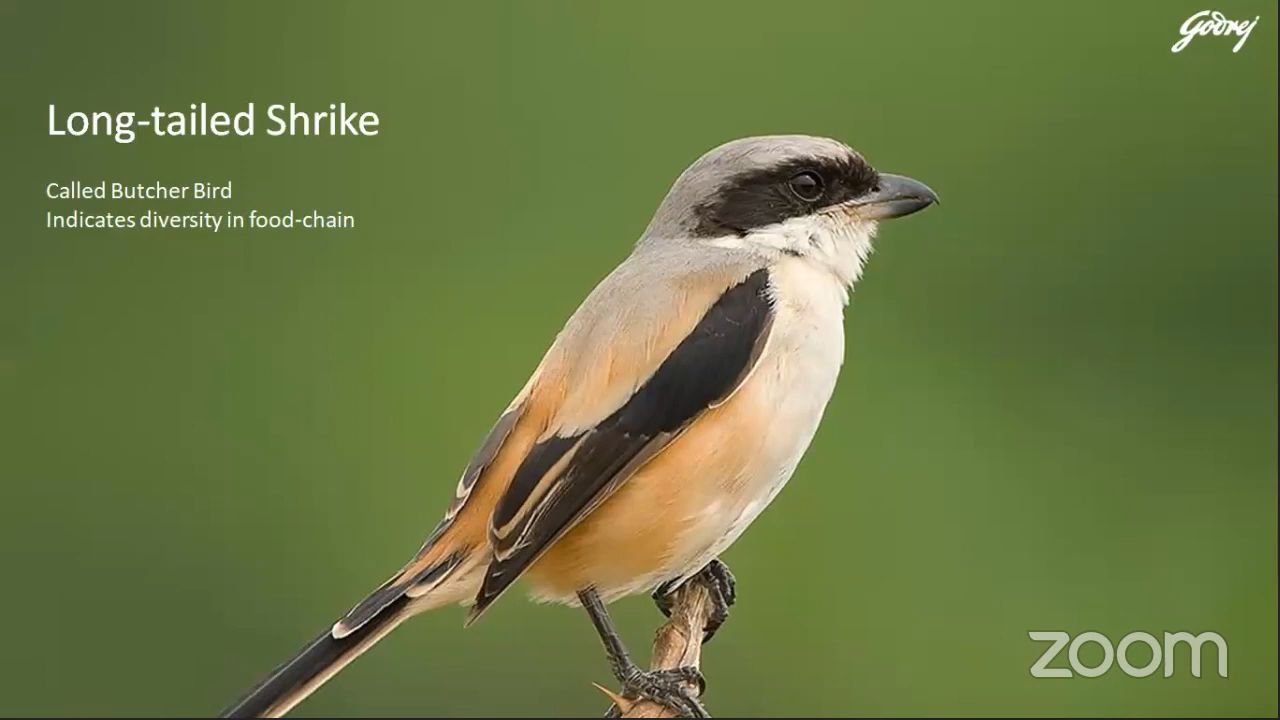 Godrej
Long-tailed Shrike
Called Butcher Bird
Indicates diversity in food-chain
zoom